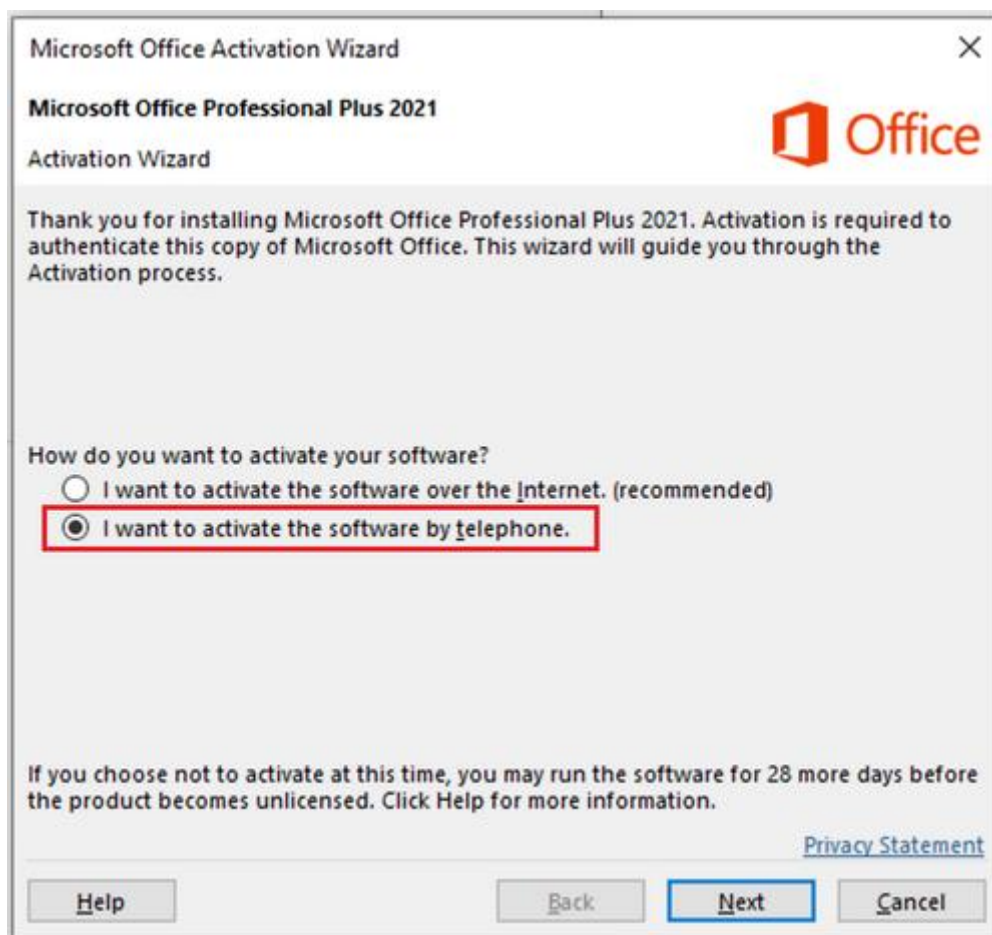 Microsoft Office Activation Wizard
Microsoft Office Professional Plus 2021
Office
Activation Wizard
Thank you for installing Microsoft Office Professional Plus 2021. Activation is required to
authenticate this copy of Microsoft Office. This wizard will guide you through the
Activation process.
How do you want to activate your software?
I want to activate the software over the Internet. (recommended)
I want to activate the software by telephone.
If you choose not to activate at this time, you may run the software for 28 more days before
the product becomes unlicensed. Click Help for more information.
Privacy Statement
Help
Back
Next
Cancel